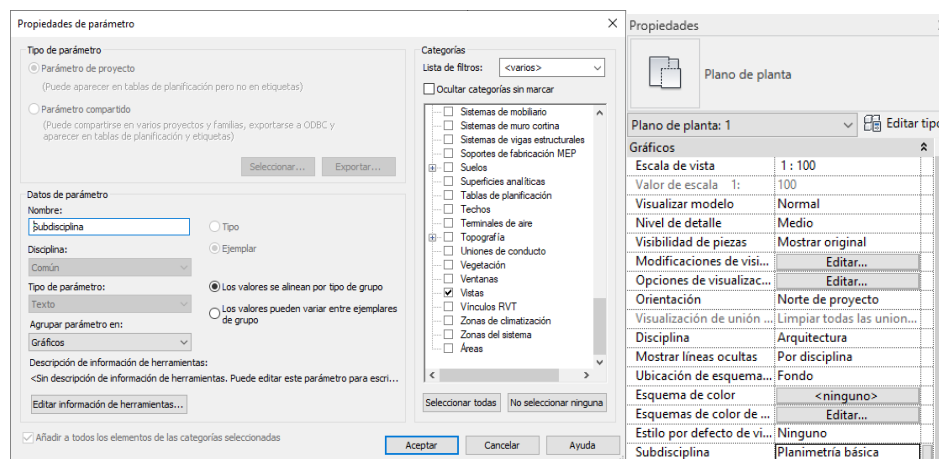 Propiedades de parámetro
Tipo de parámetro
Parámetro de proyecto
(Puede aparecer en tablas de planificación pero no en etiquetas)
Parámetro compartido
(Puede compartirse en varios proyectos y familias, exportarse a ODBC y
aparecer en tablas de planificación y etiquetas)
Seleccionar...
Exportar...
Datos de parámetro
Nombre:
Subdisciplina
Tipo
Disciplina:
Ejemplar
Común
Tipo de parámetro:
Los valores se alinean por tipo de grupo
Texto
Los valores pueden variar entre ejemplares
de grupo
Agrupar parámetro en:
Gráficos
Descripción de información de herramientas:
<Sin descripción de información de herramientas. Puede editar este parámetro para escri...
Editar información de herramientas...
Añadir a todos los elementos de las categorías seleccionadas
Categorías
Lista de filtros:
<varios>
Ocultar categorías sin marcar
Sistemas de mobiliario
Sistemas de muro cortina
Sistemas de vigas estructurales
Soportes de fabricación MEP
Suelos
Superficies analíticas
Tablas de planificación
Techos
Terminales de aire
Topografía
Uniones de conducto
Vegetación
Ventanas
Vistas
Vínculos RVT
Zonas de climatización
Zonas del sistema
Áreas
Seleccionar todas
No seleccionar ninguna
Aceptar
Cancelar
Ayuda
Propiedades
Plano de planta
Plano de planta: 1
Editar tipo
Gráficos
Escala de vista 1 : 100
Valor de escala 1: 100
Visualizar modelo Normal
Nivel de detalle Medio
Visibilidad de piezas Mostrar original
Modificaciones de visi... Editar...
Opciones de visualizac... Editar...
Orientación Norte de proyecto
Visualización de unión ... Limpiar todas las union...
Disciplina Arquitectura
Mostrar líneas ocultas Por disciplina
Ubicación de esquema... Fondo
Esquema de color <ninguno>
Esquemas de color de ... Editar...
Estilo por defecto de vi... Ninguno
Subdisciplina Planimetría básica